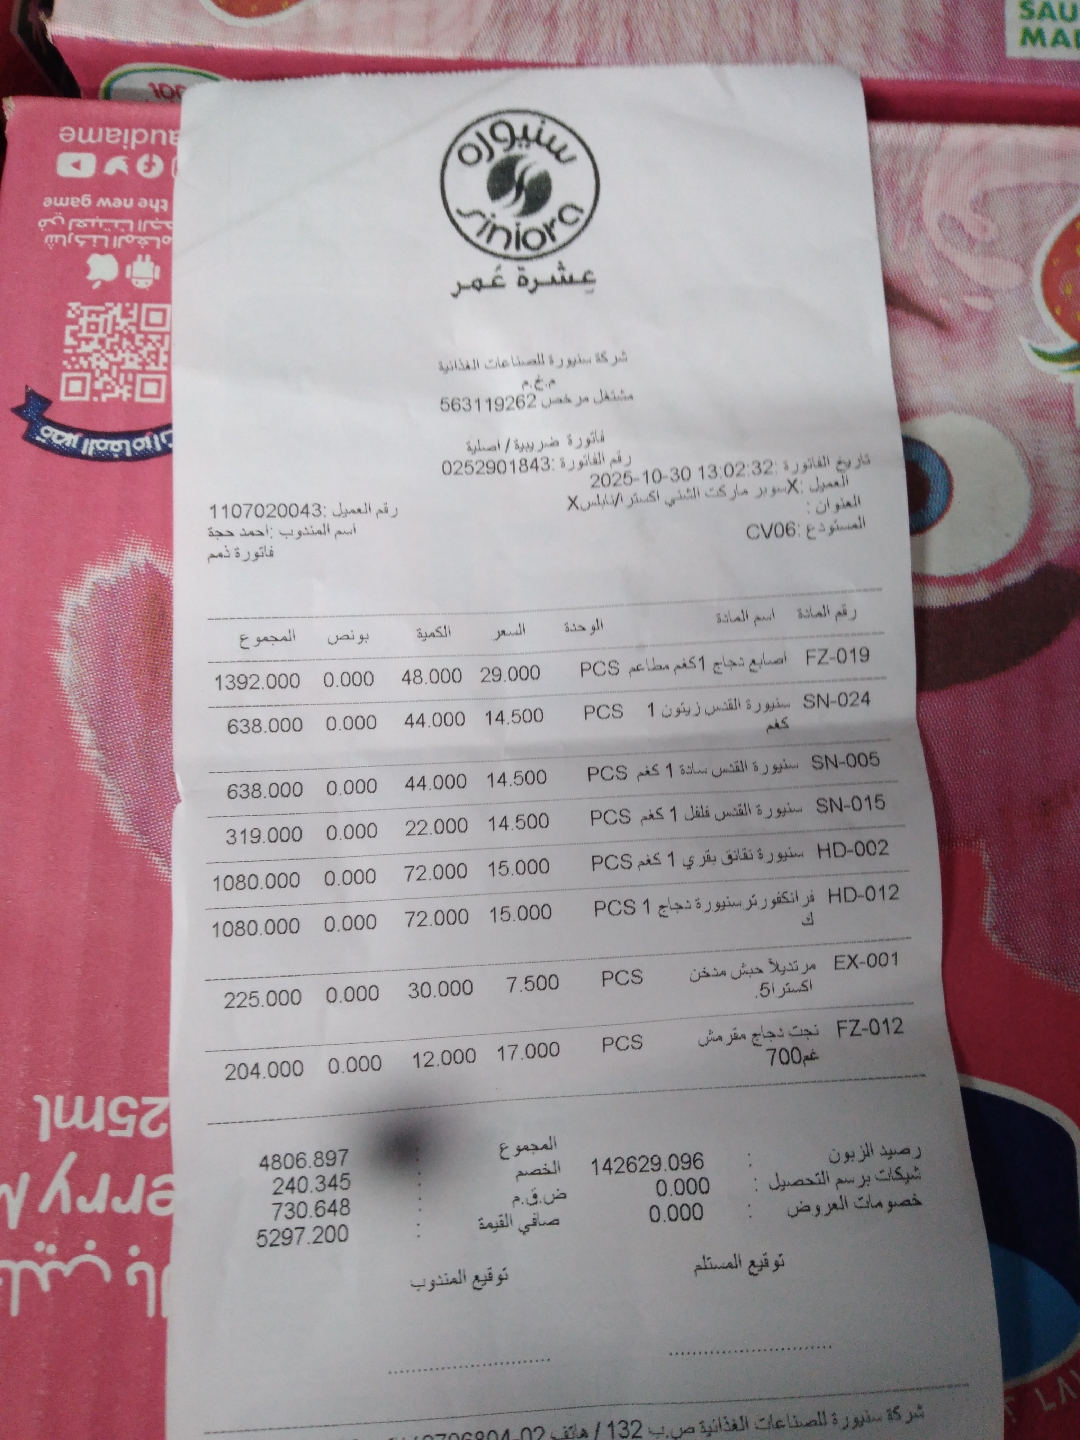 SAU
MAD
audiame
the new game
سنيورة
siniora
عِشرة عُمر
شركة سنيورة للصناعات الغذائية
م.خ.م
مشتغل مرخص 563119262
فاتورة ضريبية / اصلية
رقم الفاتورة :0252901843
تاريخ الفاتورة :2025-10-30 13:02:32
العميل :Xسوبر ماركت الشني اكسترا/نابلسX
رقم العميل :1107020043
العنوان :
اسم المندوب :احمد حجة
المستودع :CV06
فاتورة ذمم
رقم المادة اسم المادة الوحدة السعر الكمية بونص المجموع
FZ-019 اصابع دجاج 1كغم مطاعم PCS 29.000 48.000 0.000 1392.000
SN-024 سنيورة القدس زيتون 1 PCS 14.500 44.000 0.000 638.000
كغم
SN-005 سنيورة القدس سادة 1 كغم PCS 14.500 44.000 0.000 638.000
SN-015 سنيورة القدس فلفل 1 كغم PCS 14.500 22.000 0.000 319.000
HD-002 سنيورة نقانق بقري 1 كغم PCS 15.000 72.000 0.000 1080.000
HD-012 فرانكفورترسنيورة دجاج 1 PCS 15.000 72.000 0.000 1080.000
ك
EX-001 مرتديلا حبش مدخن PCS 7.500 30.000 0.000 225.000
اكسترا5.
FZ-012 نجت دجاج مقرمش PCS 17.000 12.000 0.000 204.000
700غم
رصيد الزبون : 142629.096 المجموع : 4806.897
شيكات برسم التحصيل : 0.000 الخصم : 240.345
خصومات العروض : 0.000 ض.ق.م : 730.648
صافي القيمة : 5297.200
توقيع المستلم توقيع المندوب
شركة سنيورة للصناعات الغذائية ص.ب 132 / هاتف 02-2796804
25ml
erry M